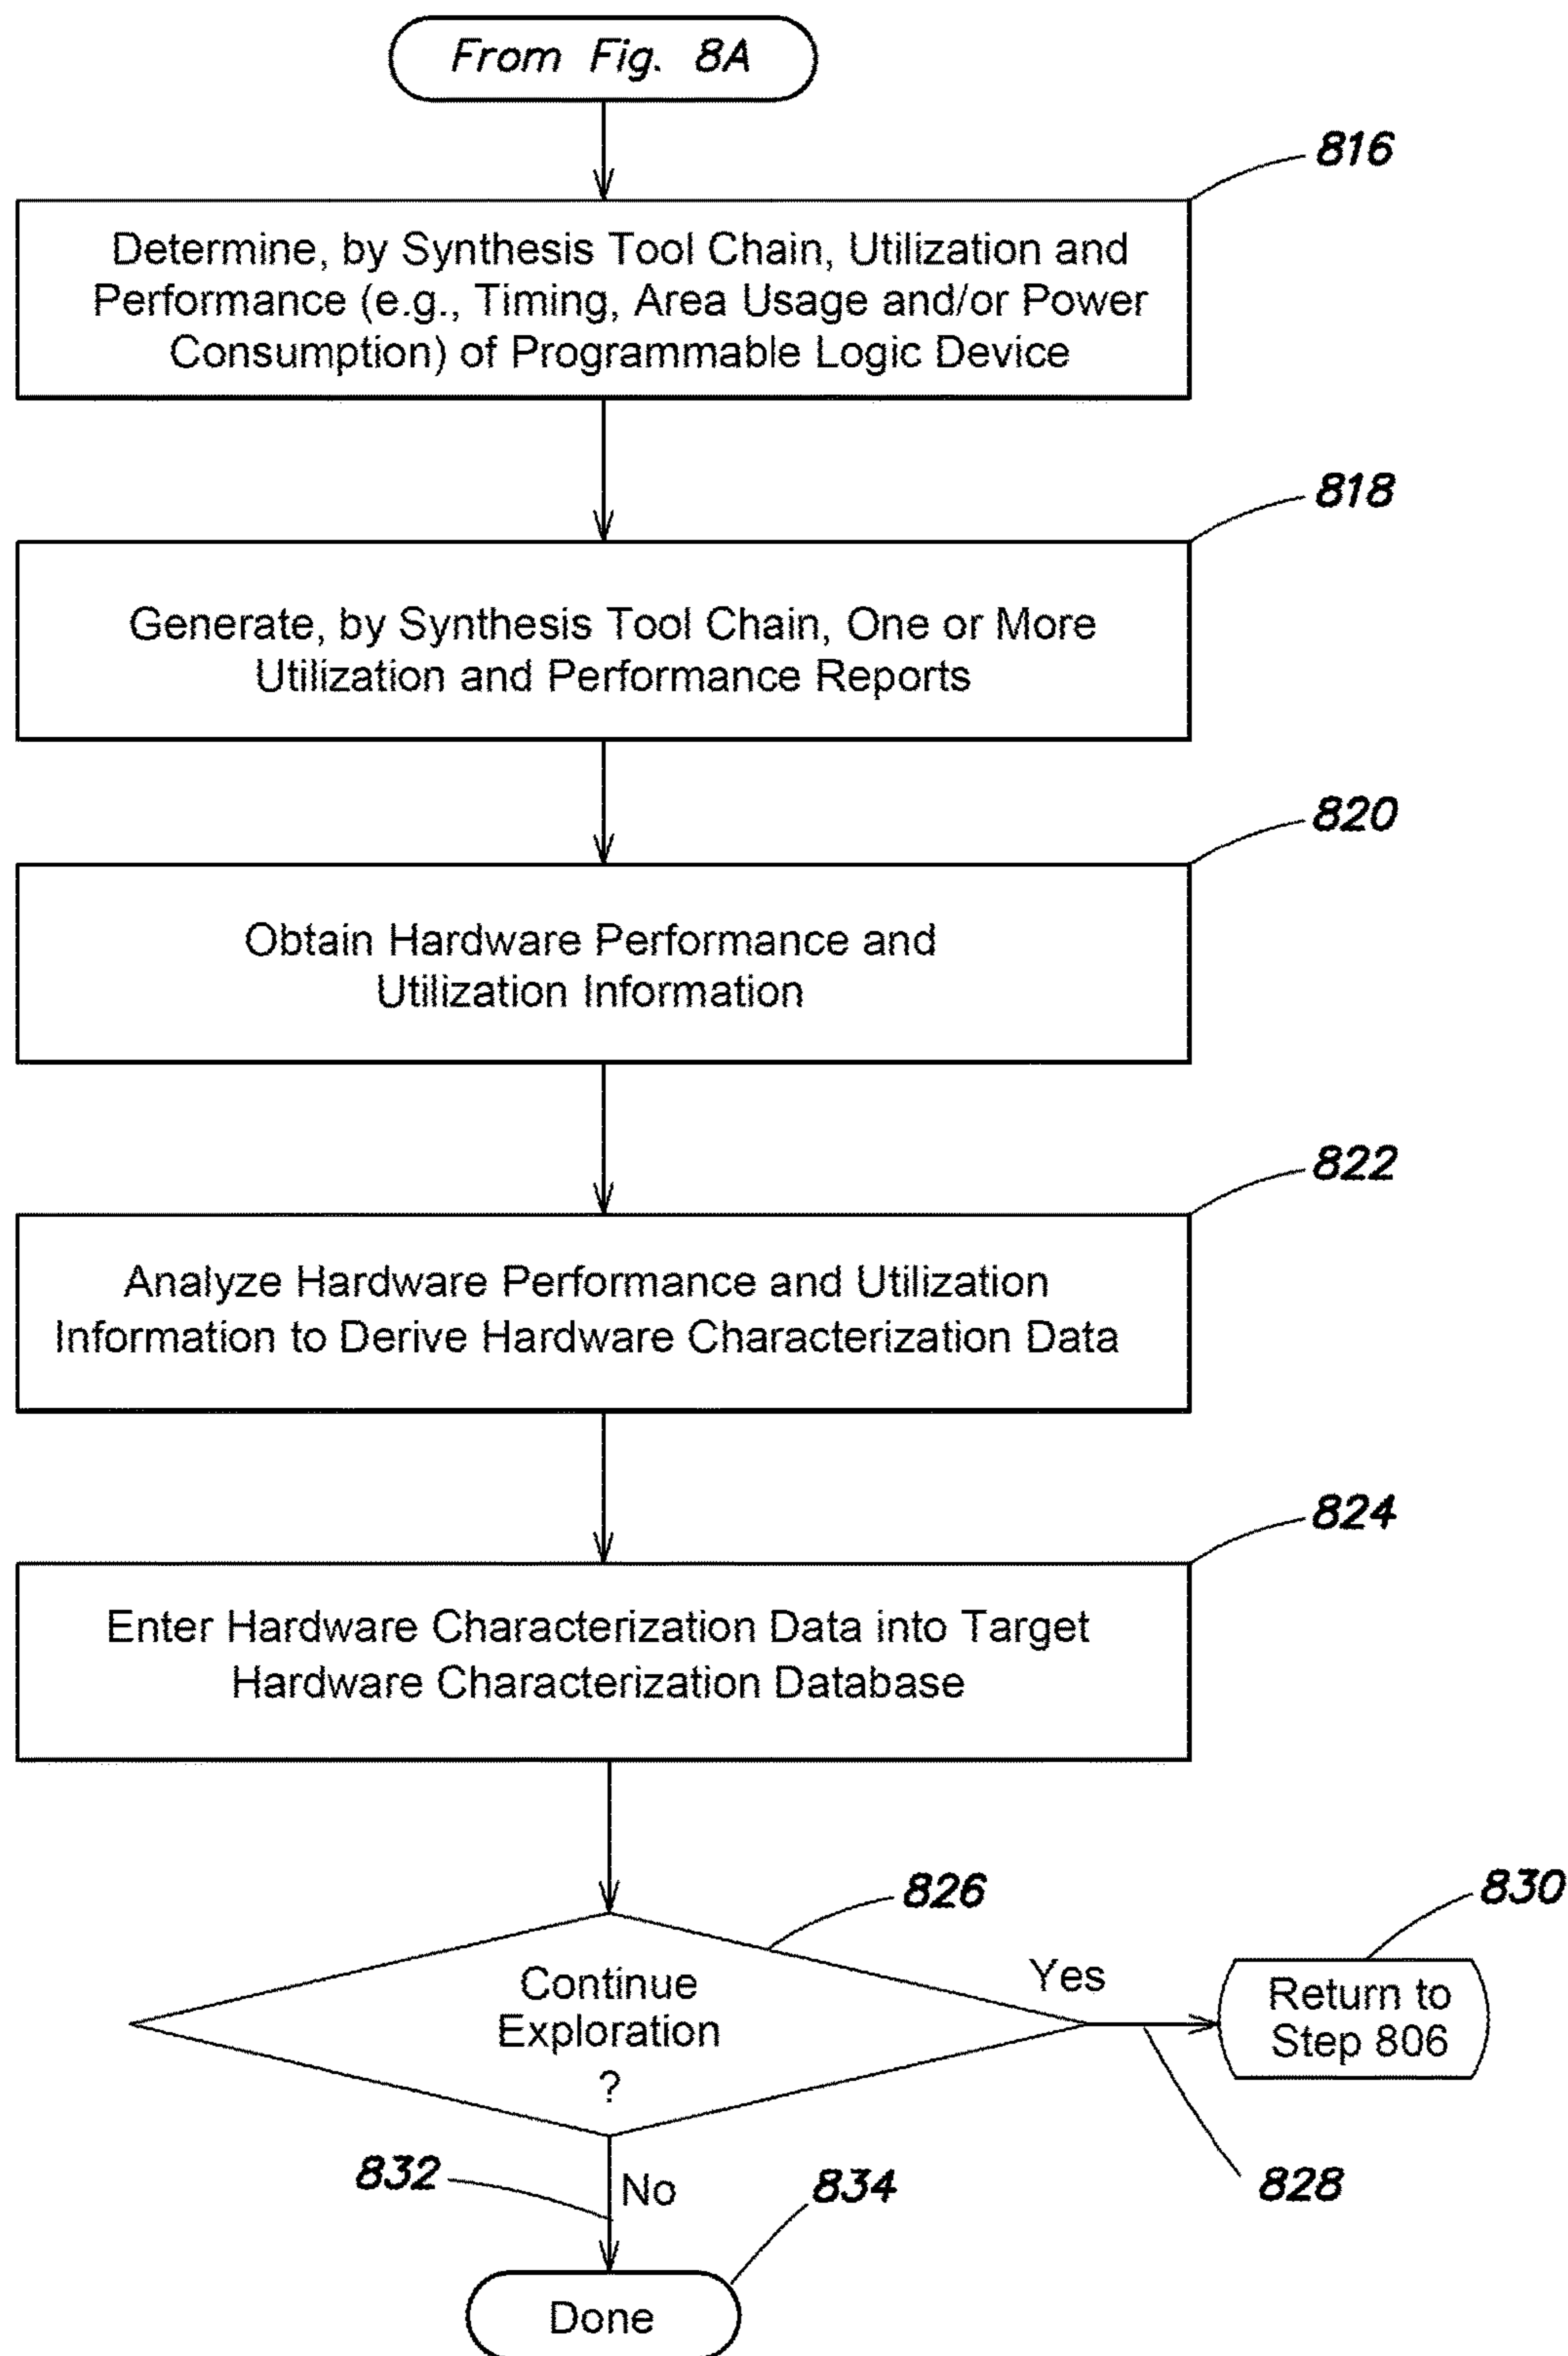 From Fig. 8A
816
Determine, by Synthesis Tool Chain, Utilization and
Performance (e.g., Timing, Area Usage and/or Power
Consumption) of Programmable Logic Device
818
Generate, by Synthesis Tool Chain, One or More
Utilization and Performance Reports
820
Obtain Hardware Performance and
Utilization Information
822
Analyze Hardware Performance and Utilization
Information to Derive Hardware Characterization Data
824
Enter Hardware Characterization Data into Target
Hardware Characterization Database
826
830
Continue
Exploration
?
Yes
Return to
Step 806
828
832
No
834
Done